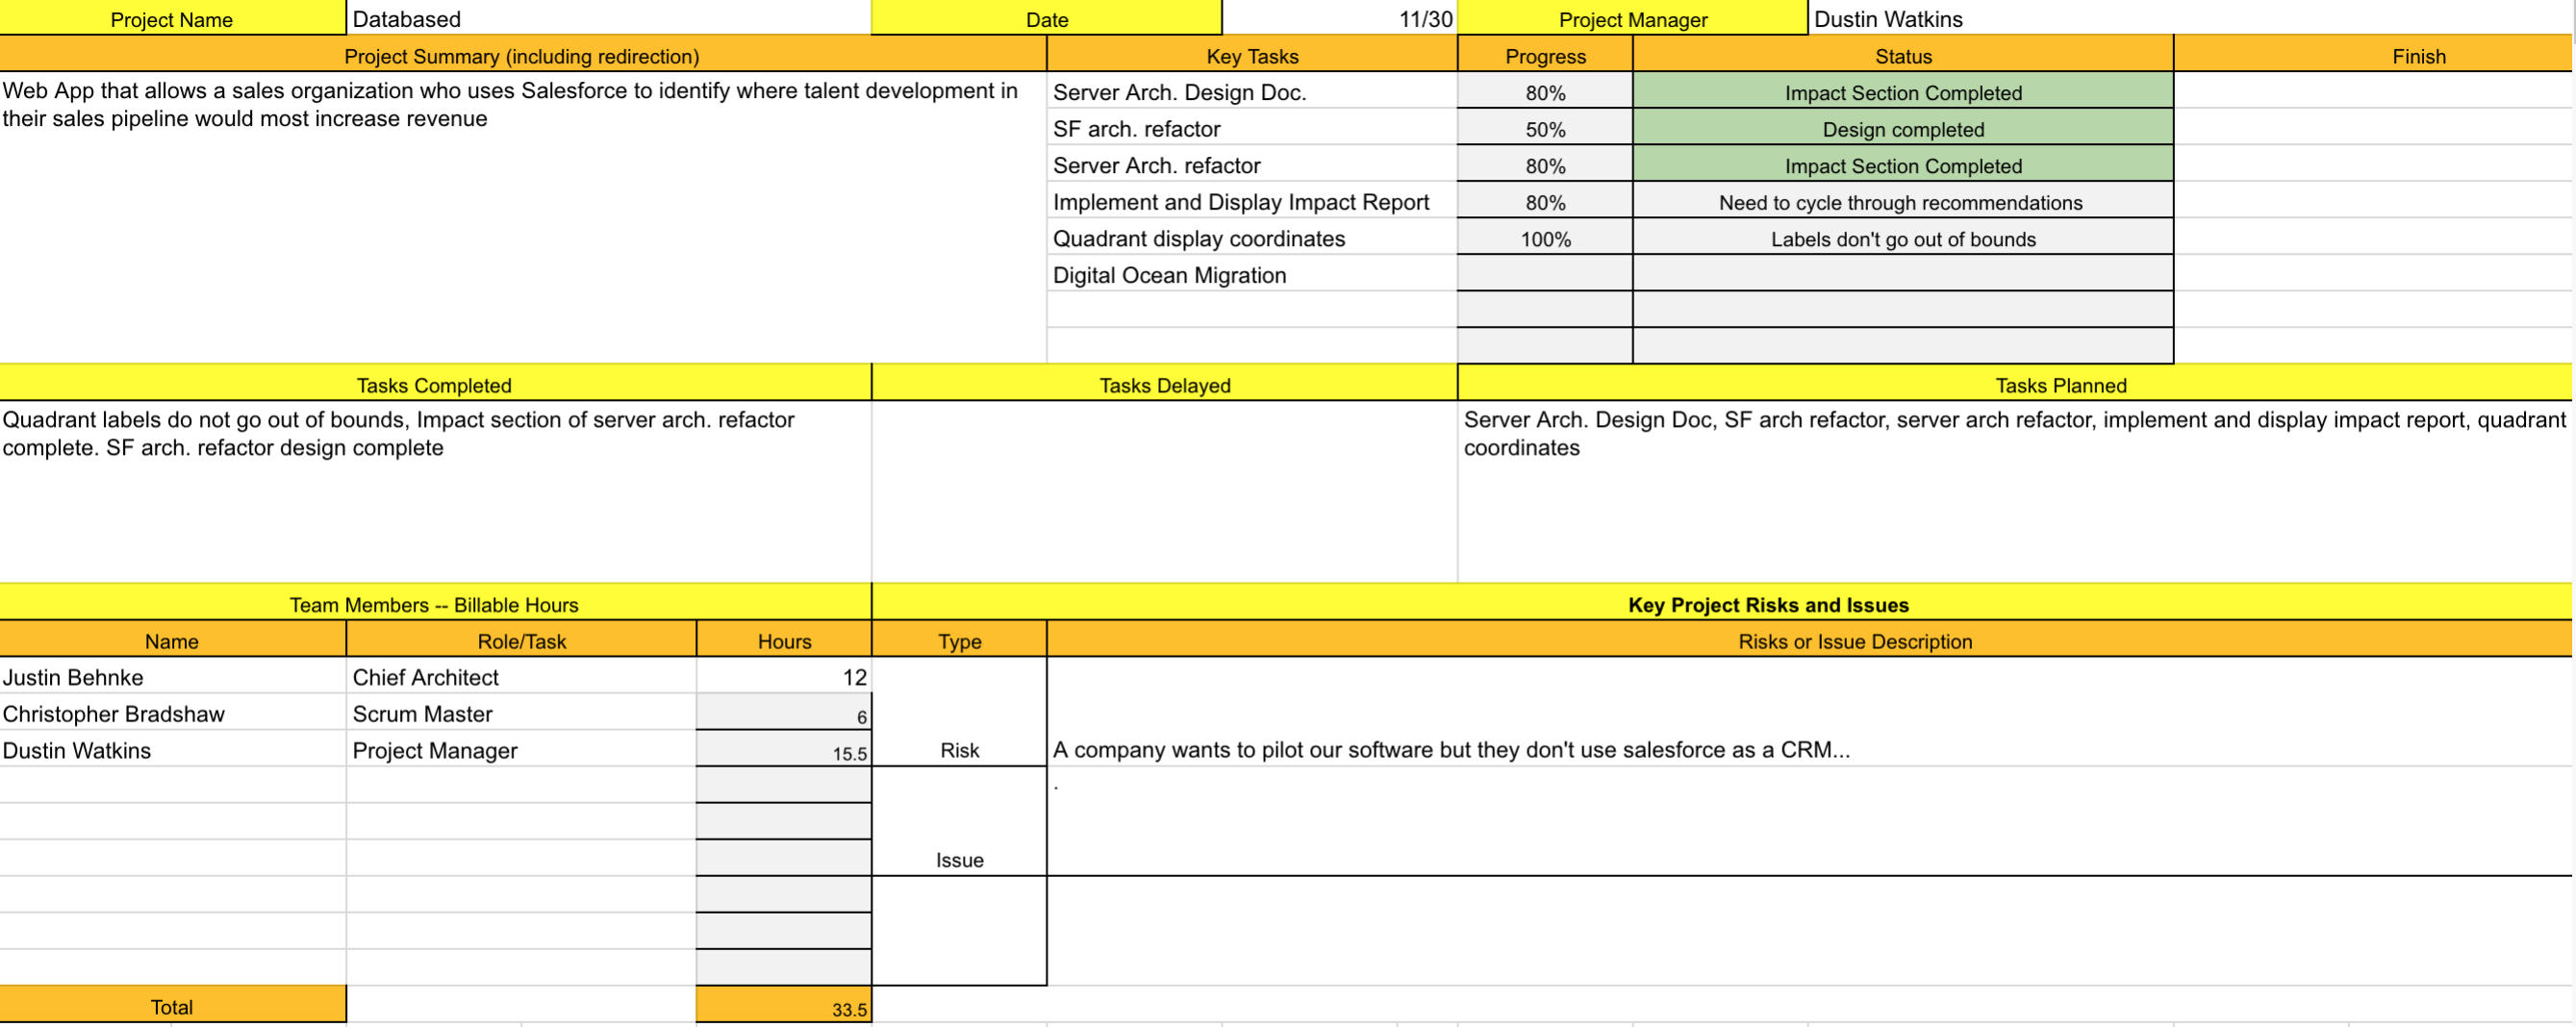 Project Name Databased Date 11/30 Project Manager Dustin Watkins
Project Summary (including redirection) Key Tasks Progress Status Finish
Web App that allows a sales organization who uses Salesforce to identify where talent development in
their sales pipeline would most increase revenue
Server Arch. Design Doc. 80% Impact Section Completed
SF arch. refactor 50% Design completed
Server Arch. refactor 80% Impact Section Completed
Implement and Display Impact Report 80% Need to cycle through recommendations
Quadrant display coordinates 100% Labels don't go out of bounds
Digital Ocean Migration
Tasks Completed Tasks Delayed Tasks Planned
Quadrant labels do not go out of bounds, Impact section of server arch. refactor
complete. SF arch. refactor design complete
Server Arch. Design Doc, SF arch refactor, server arch refactor, implement and display impact report, quadrant
coordinates
Team Members -- Billable Hours Key Project Risks and Issues
Name Role/Task Hours Type Risks or Issue Description
Justin Behnke Chief Architect 12
Christopher Bradshaw Scrum Master 6
Dustin Watkins Project Manager 15.5 Risk A company wants to pilot our software but they don't use salesforce as a CRM...
.
Issue
Total 33.5